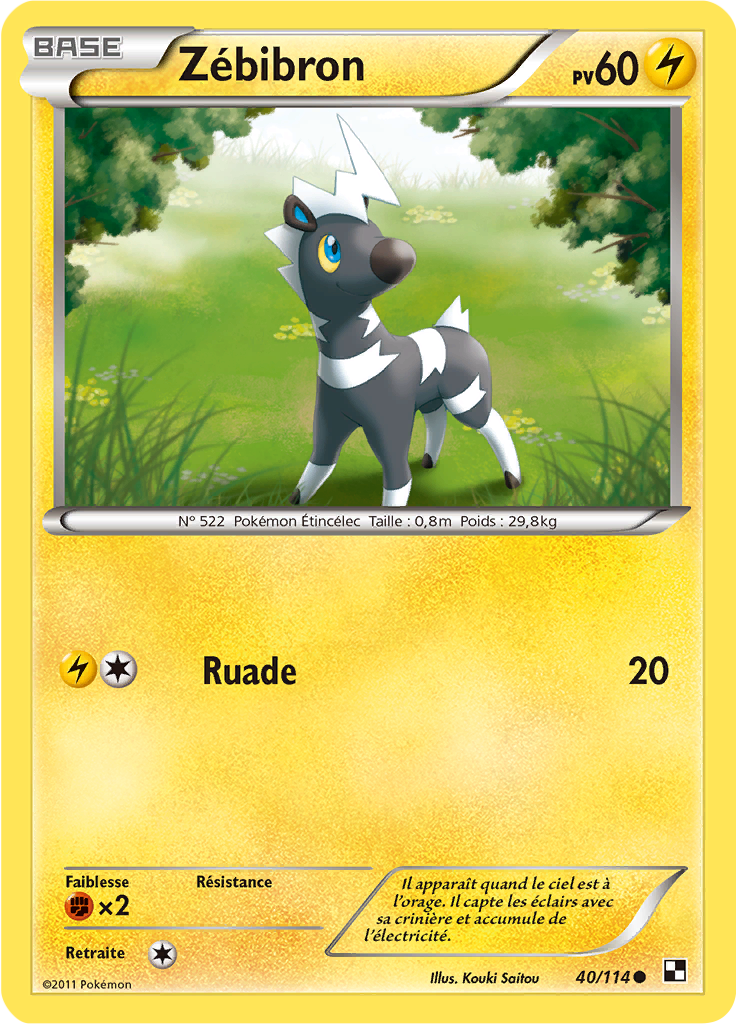 BASE
Zébibron
PV60
Nº 522 Pokémon Étincélec Taille : 0,8m Poids : 29,8kg
Ruade 20
Faiblesse Résistance
×2
Retraite
Il apparaît quand le ciel est à
l'orage. Il capte les éclairs avec
sa crinière et accumule de
l'électricité.
©2011 Pokémon
Illus. Kouki Saitou
40/114